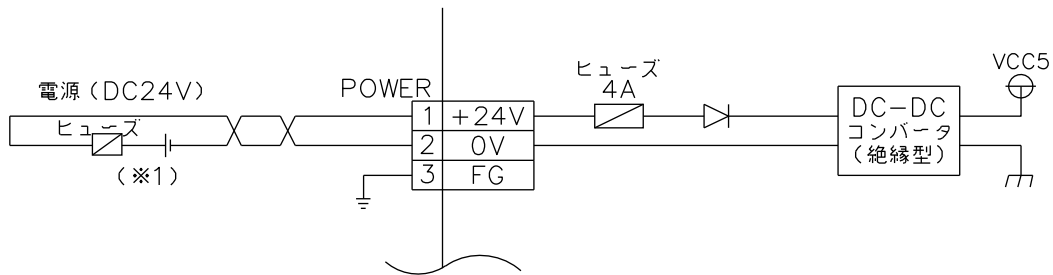 電源(DC24V)
ヒューズ
(※1)
POWER
1 +24V
2 0V
3 FG
ヒューズ
4A
DC-DC
コンバータ
(絶縁型)
VCC5